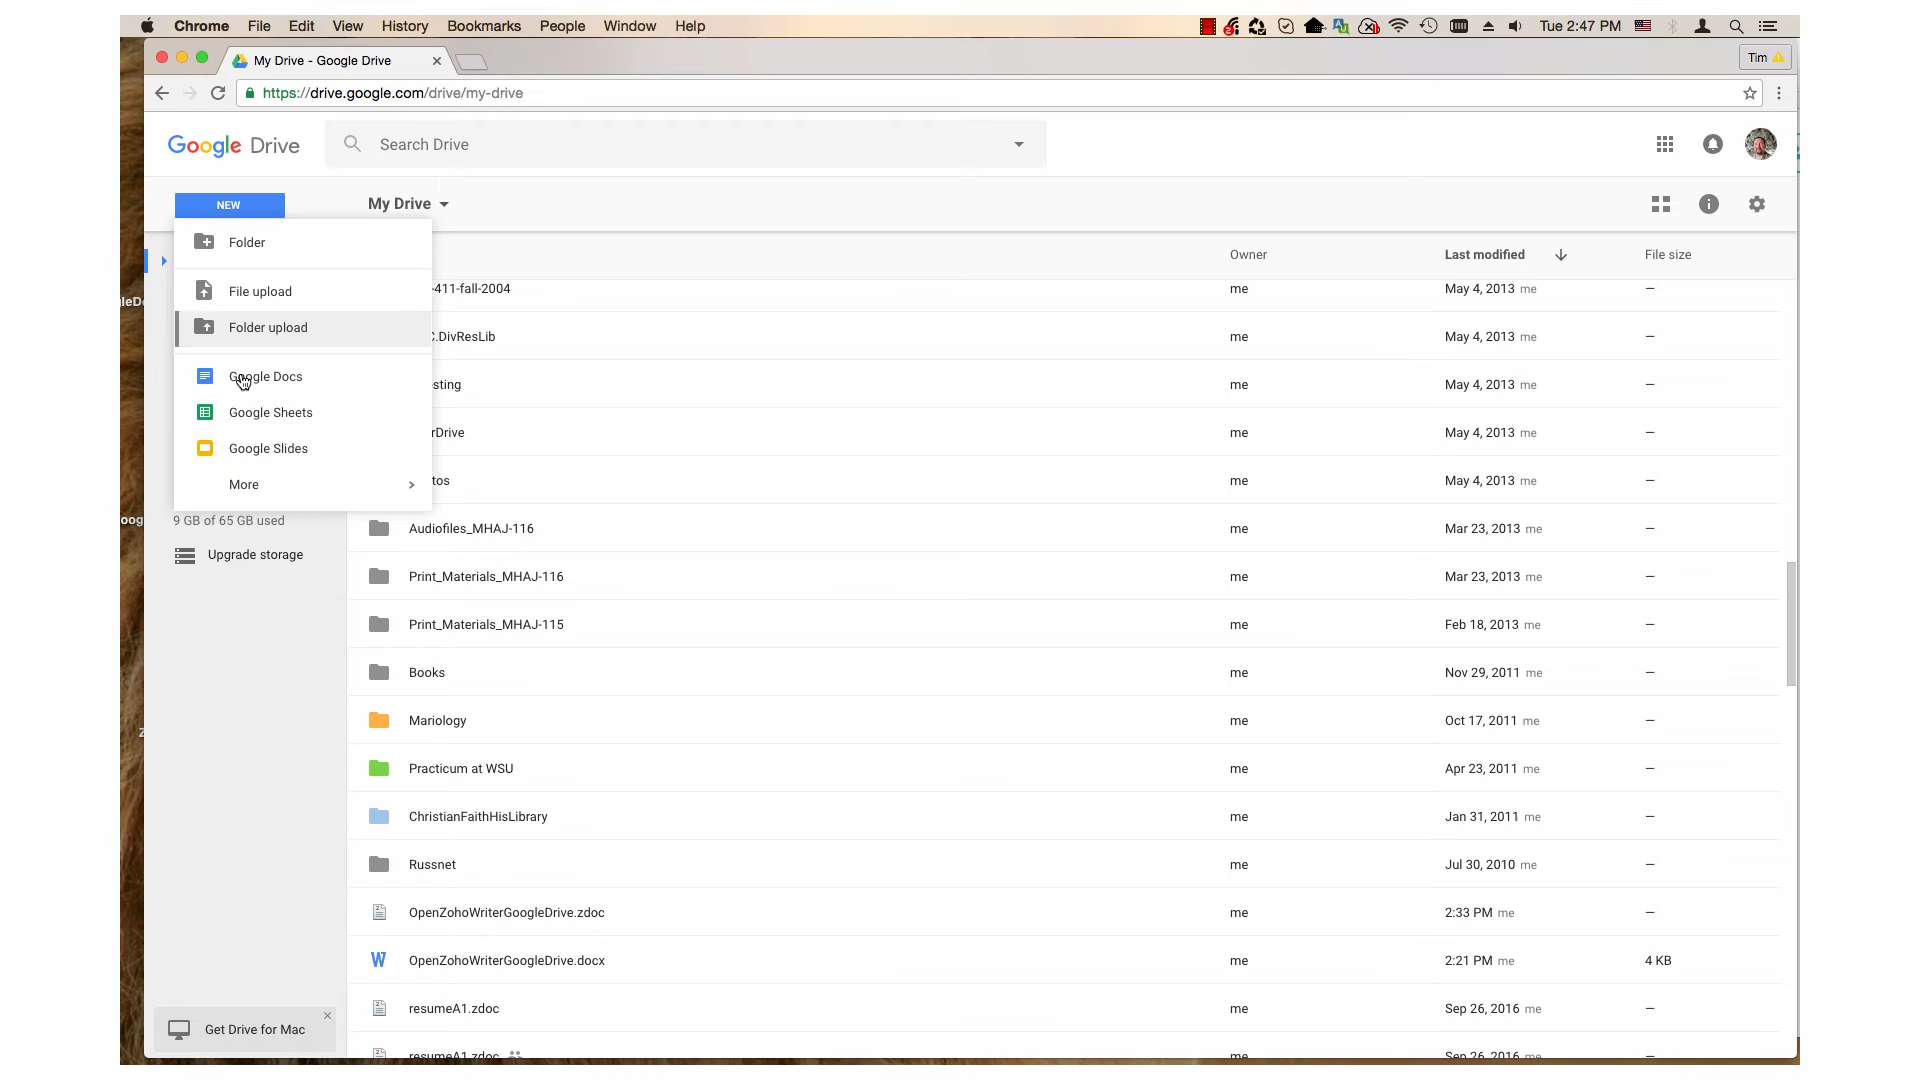 Chrome File Edit View History Bookmarks People Window Help Tue 2:47 PM
My Drive - Google Drive Tim
https://drive.google.com/drive/my-drive
Google Drive Search Drive
NEW My Drive
Folder Owner Last modified File size
File upload -411-fall-2004 me May 4, 2013 me –
Folder upload C.DivResLib me May 4, 2013 me –
Google Docs sting me May 4, 2013 me –
Google Sheets rDrive me May 4, 2013 me –
Google Slides
More tos me May 4, 2013 me –
9 GB of 65 GB used Audiofiles_MHAJ-116 me Mar 23, 2013 me –
Upgrade storage
Print_Materials_MHAJ-116 me Mar 23, 2013 me –
Print_Materials_MHAJ-115 me Feb 18, 2013 me –
Books me Nov 29, 2011 me –
Mariology me Oct 17, 2011 me –
Practicum at WSU me Apr 23, 2011 me –
ChristianFaithHisLibrary me Jan 31, 2011 me –
Russnet me Jul 30, 2010 me –
OpenZohoWriterGoogleDrive.zdoc me 2:33 PM me –
OpenZohoWriterGoogleDrive.docx me 2:21 PM me 4 KB
resumeA1.zdoc me Sep 26, 2016 me –
Get Drive for Mac
resumeA1.zdoc me Sep 26, 2016 me –